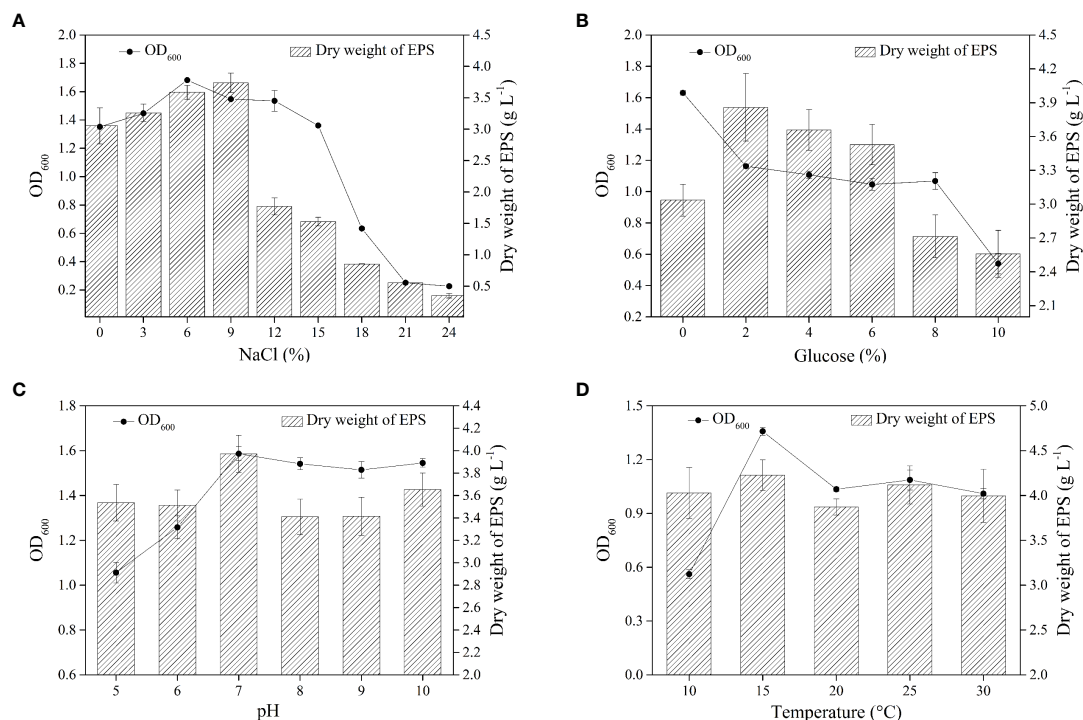 A
OD600
Dry weight of EPS
2.0
1.8
1.6
1.4
1.2
1.0
0.8
0.6
0.4
0.2
OD600
4.5
4.0
3.5
3.0
2.5
2.0
1.5
1.0
0.5
Dry weight of EPS (g L-1)
0 3 6 9 12 15 18 21 24
NaCl (%)
B
OD600
Dry weight of EPS
2.0
1.8
1.6
1.4
1.2
1.0
0.8
0.6
0.4
0.2
OD600
4.5
4.2
3.9
3.6
3.3
3.0
2.7
2.4
2.1
Dry weight of EPS (g L-1)
0 2 4 6 8 10
Glucose (%)
C
OD600
Dry weight of EPS
1.8
1.6
1.4
1.2
1.0
0.8
0.6
OD600
4.4
4.2
4.0
3.8
3.6
3.4
3.2
3.0
2.8
2.6
2.4
2.2
2.0
Dry weight of EPS (g L-1)
5 6 7 8 9 10
pH
D
OD600
Dry weight of EPS
1.5
1.2
0.9
0.6
0.3
0.0
OD600
5.0
4.5
4.0
3.5
3.0
2.5
2.0
Dry weight of EPS (g L-1)
10 15 20 25 30
Temperature (°C)